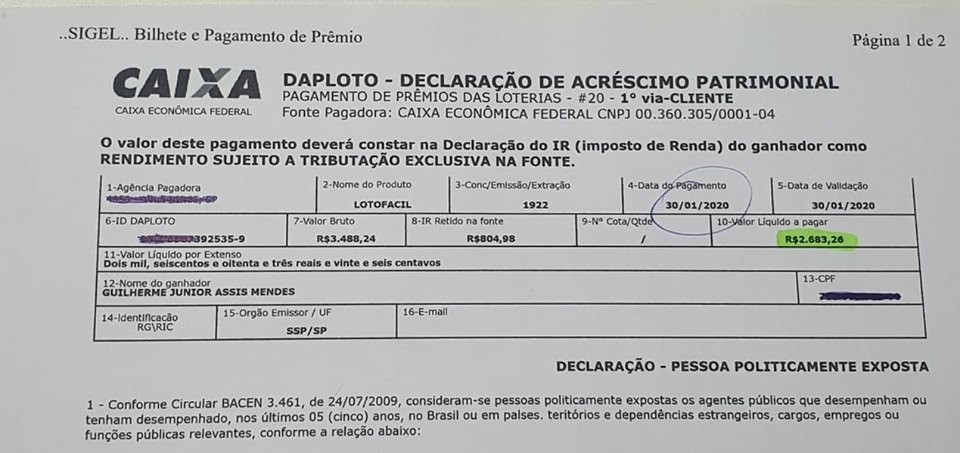 ..SIGEL.. Bilhete e Pagamento de Prêmio
Página 1 de 2
CAIXA
CAIXA ECONÔMICA FEDERAL
DAPLOTO - DECLARAÇÃO DE ACRÉSCIMO PATRIMONIAL
PAGAMENTO DE PRÊMIOS DAS LOTERIAS - #20 - 1º via-CLIENTE
Fonte Pagadora: CAIXA ECONÔMICA FEDERAL CNPJ 00.360.305/0001-04
O valor deste pagamento deverá constar na Declaração do IR (imposto de Renda) do ganhador como
RENDIMENTO SUJEITO A TRIBUTAÇÃO EXCLUSIVA NA FONTE.
1-Agência Pagadora
2-Nome do Produto
LOTOFACIL
3-Conc/Emissão/Extração
1922
4-Data do Pagamento
30/01/2020
5-Data de Validação
30/01/2020
6-ID DAPLOTO
392535-9
7-Valor Bruto
R$3.488,24
8-IR Retido na fonte
R$804,98
9-Nº Cota/Qtde
/
10-Valor Líquido a pagar
R$2.683,26
11-Valor Líquido por Extenso
Dois mil, seiscentos e oitenta e três reais e vinte e seis centavos
12-Nome do ganhador
GUILHERME JUNIOR ASSIS MENDES
13-CPF
14-Identificacão
RG\RIC
15-Orgão Emissor / UF
SSP/SP
16-E-mail
DECLARAÇÃO - PESSOA POLITICAMENTE EXPOSTA
1 - Conforme Circular BACEN 3.461, de 24/07/2009, consideram-se pessoas politicamente expostas os agentes públicos que desempenham ou
tenham desempenhado, nos últimos 05 (cinco) anos, no Brasil ou em países. teritórios e dependências estrangeiros, cargos, empregos ou
funções públicas relevantes, conforme a relação abaixo: